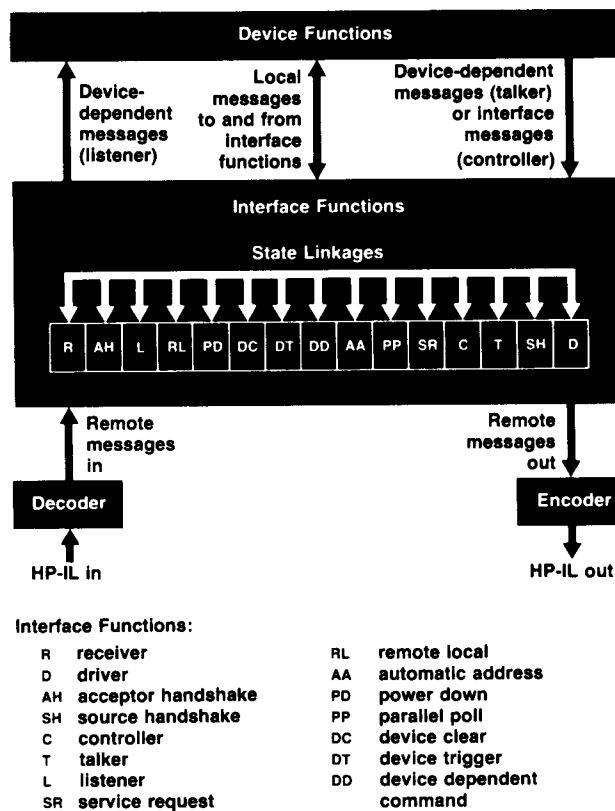 Device Functions
Device-
dependent
messages
(listener)
Local
messages
to and from
interface
functions
Device-dependent
messages (talker)
or interface
messages
(controller)
Interface Functions
State Linkages
R AH L RL PD DC DT DD AA PP SR C T SH D
Remote
messages
in
Remote
messages
out
Decoder
Encoder
HP-IL in
HP-IL out
Interface Functions:
R receiver
D driver
AH acceptor handshake
SH source handshake
C controller
T talker
L listener
SR service request
RL remote local
AA automatic address
PD power down
PP parallel poll
DC device clear
DT device trigger
DD device dependent
command